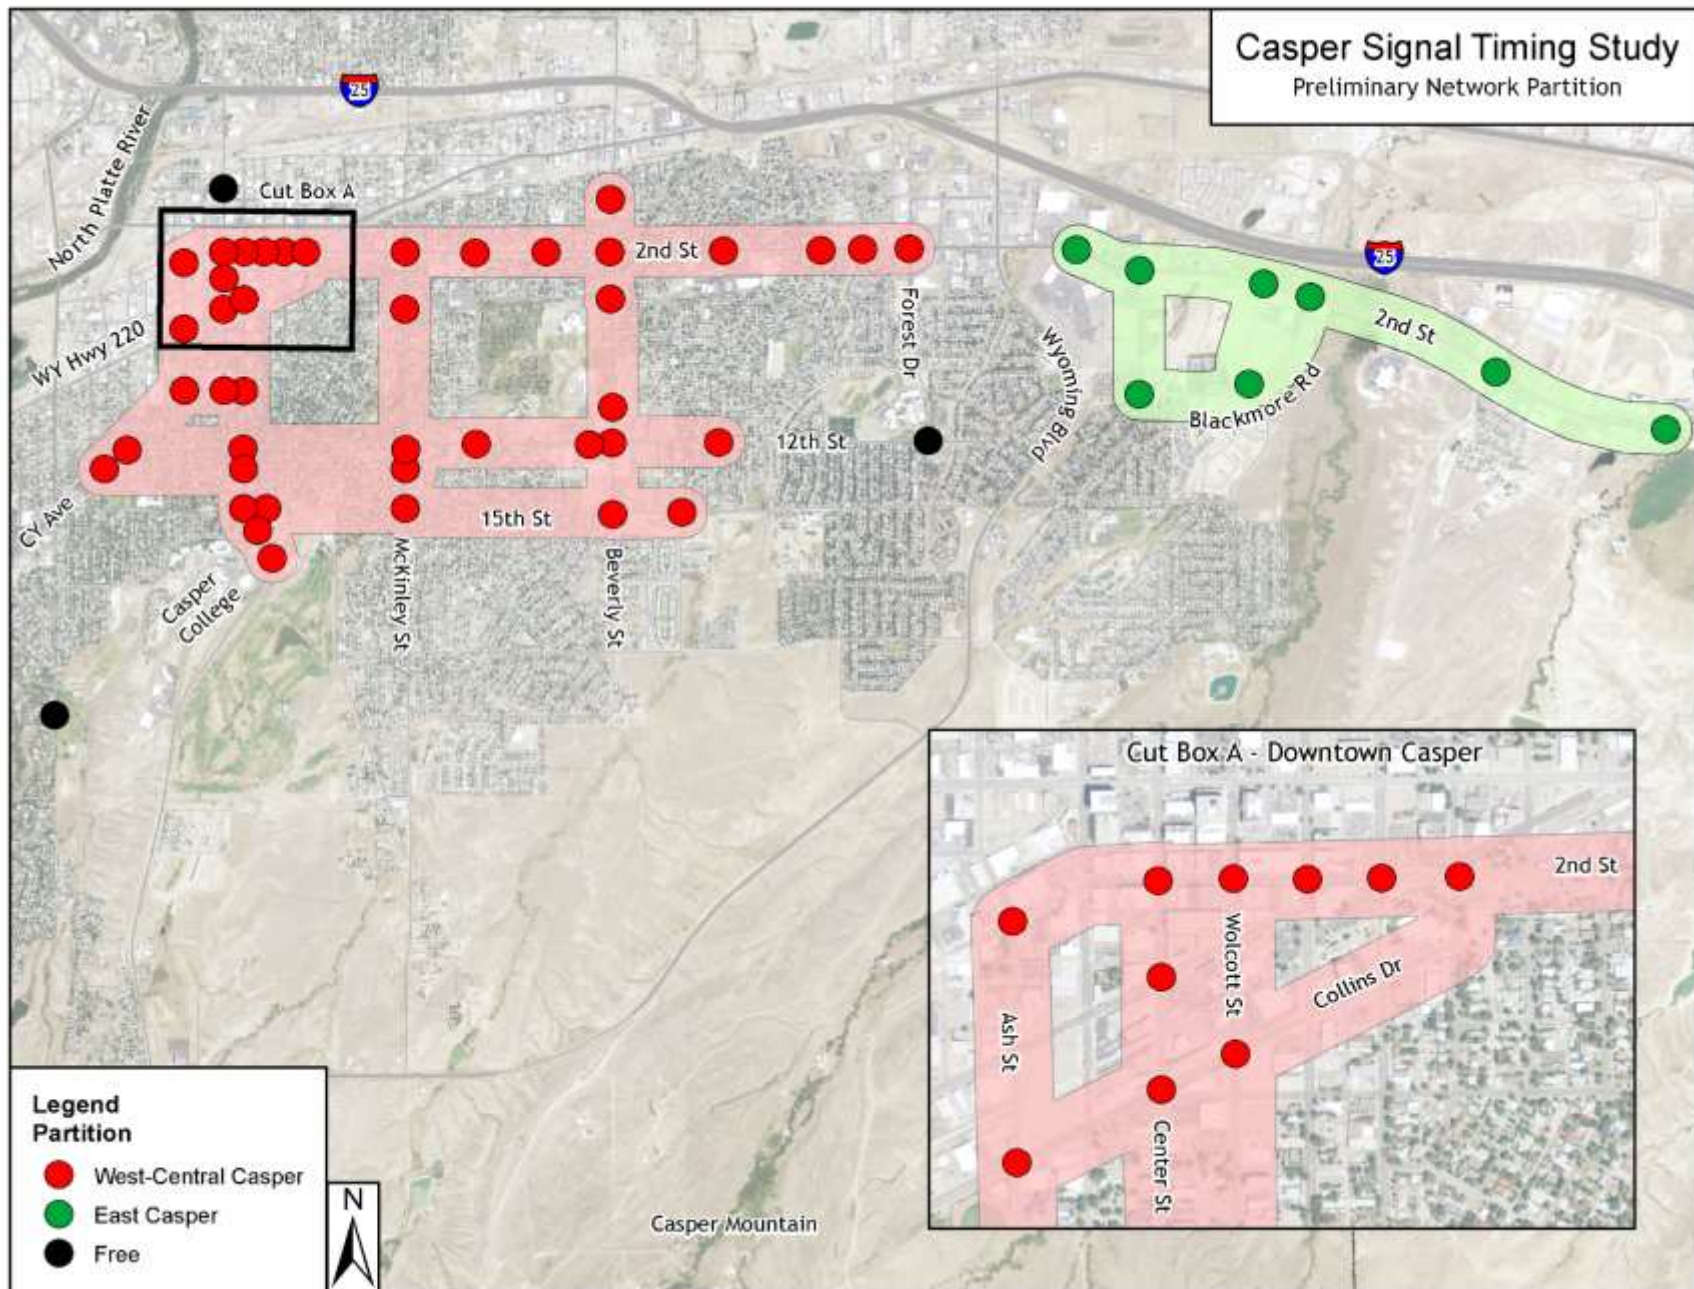 Casper Signal Timing Study
Preliminary Network Partition
25
North Platte River
Cut Box A
2nd St
25
WY Hwy 220
Forest Dr
Wyoming Blvd
2nd St
Blackmore Rd
12th St
CY Ave
15th St
Casper
College
McKinley St
Beverly St
Cut Box A - Downtown Casper
2nd St
Wolcott St
Collins Dr
Ash St
Center St
Legend
Partition
West-Central Casper
East Casper
Free
N
Casper Mountain